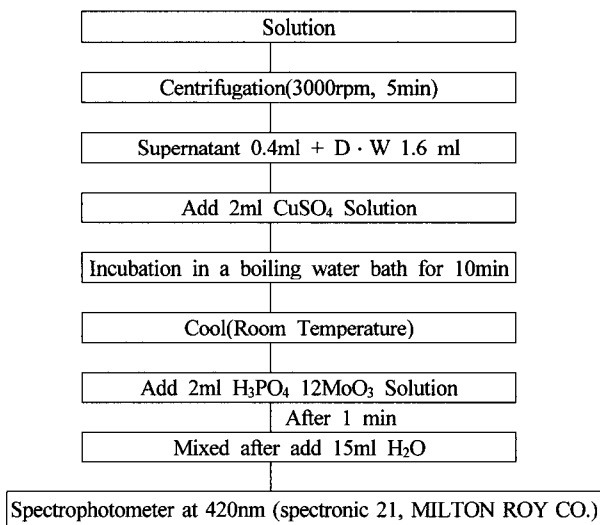 Solution
Centrifugation(3000rpm, 5min)
Supernatant 0.4ml + D · W 1.6 ml
Add 2ml CuSO₄ Solution
Incubation in a boiling water bath for 10min
Cool(Room Temperature)
Add 2ml H₃PO₄ 12MoO₃ Solution
After 1 min
Mixed after add 15ml H₂O
Spectrophotometer at 420nm (spectronic 21, MILTON ROY CO.)